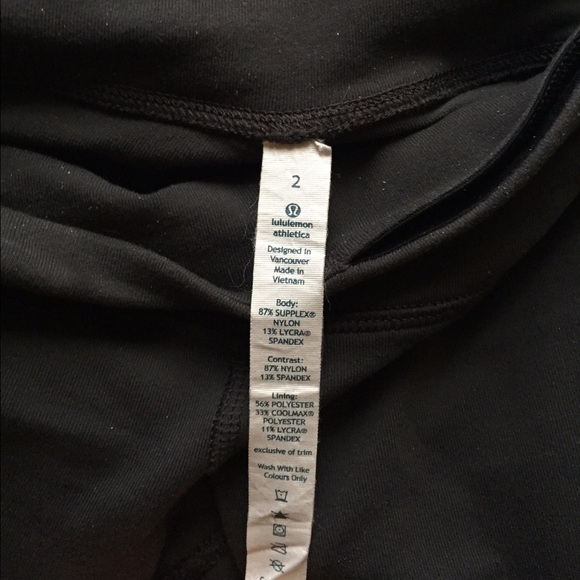 2
lululemon
athletica
Designed in
Vancouver
Made in
Vietnam
Body:
87% SUPPLEX®
NYLON
13% LYCRA®
SPANDEX
Contrast:
87% NYLON
13% SPANDEX
Lining:
56% POLYESTER
33% COOLMAX®
POLYESTER
11% LYCRA®
SPANDEX
exclusive of trim
Wash With Like
Colours Only